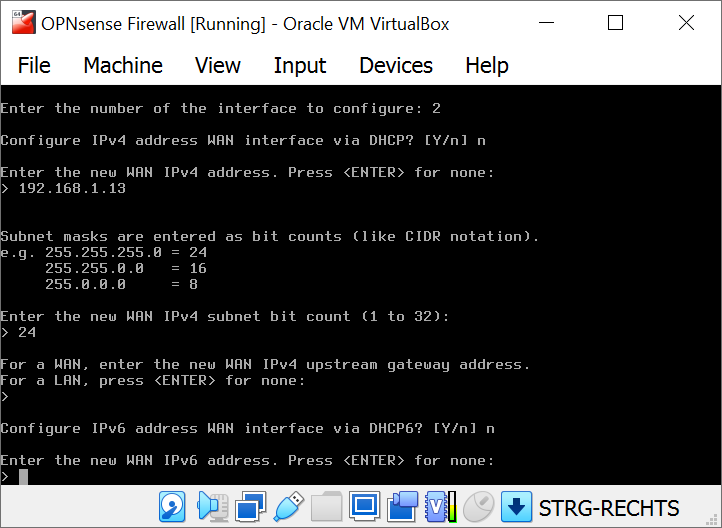 64
OPNsense Firewall [Running] - Oracle VM VirtualBox
File Machine View Input Devices Help
Enter the number of the interface to configure: 2
Configure IPv4 address WAN interface via DHCP? [Y/n] n
Enter the new WAN IPv4 address. Press <ENTER> for none:
> 192.168.1.13
Subnet masks are entered as bit counts (like CIDR notation).
e.g. 255.255.255.0 = 24
255.255.0.0 = 16
255.0.0.0 = 8
Enter the new WAN IPv4 subnet bit count (1 to 32):
> 24
For a WAN, enter the new WAN IPv4 upstream gateway address.
For a LAN, press <ENTER> for none:
>
Configure IPv6 address WAN interface via DHCP6? [Y/n] n
Enter the new WAN IPv6 address. Press <ENTER> for none:
>
V STRG-RECHTS